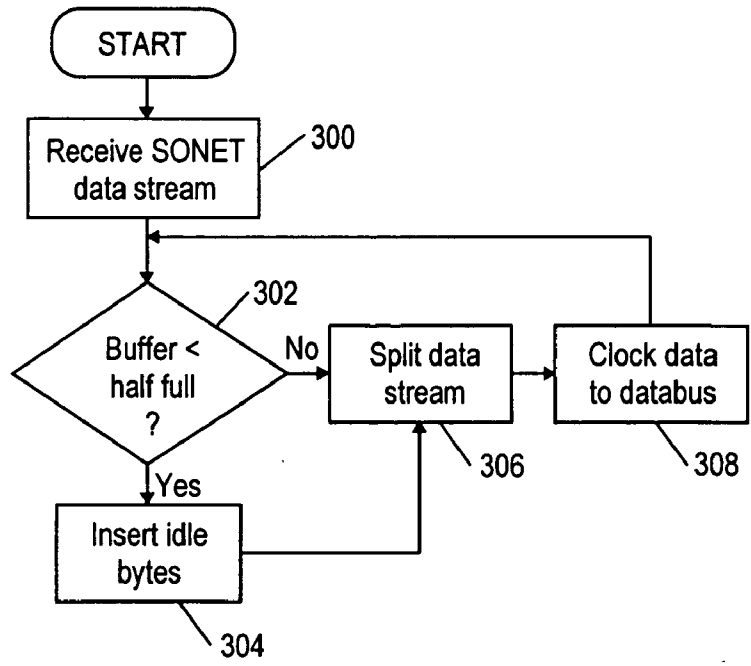 START
Receive SONET
data stream
300
302
Buffer <
half full
?
No
Split data
stream
306
Clock data
to databus
308
Yes
Insert idle
bytes
304